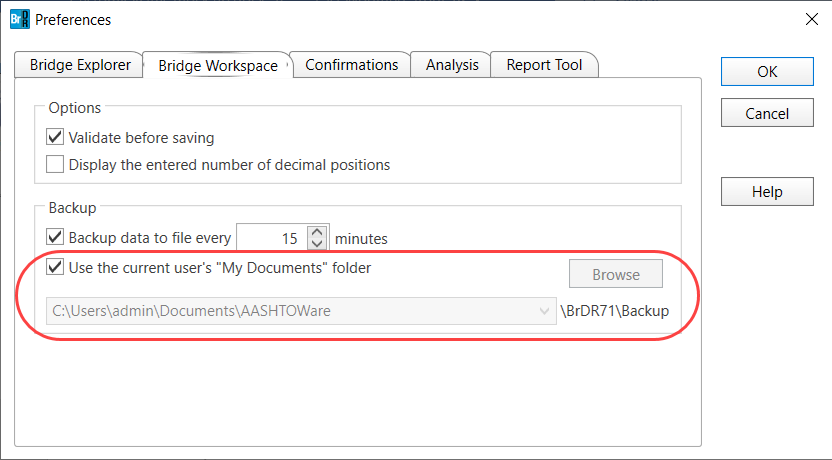 BrDR Preferences
Bridge Explorer Bridge Workspace Confirmations Analysis Report Tool
OK
Cancel
Help
Options
Validate before saving
Display the entered number of decimal positions
Backup
Backup data to file every 15 minutes
Use the current user's "My Documents" folder Browse
C:\Users\admin\Documents\AASHTOWare \BrDR71\Backup